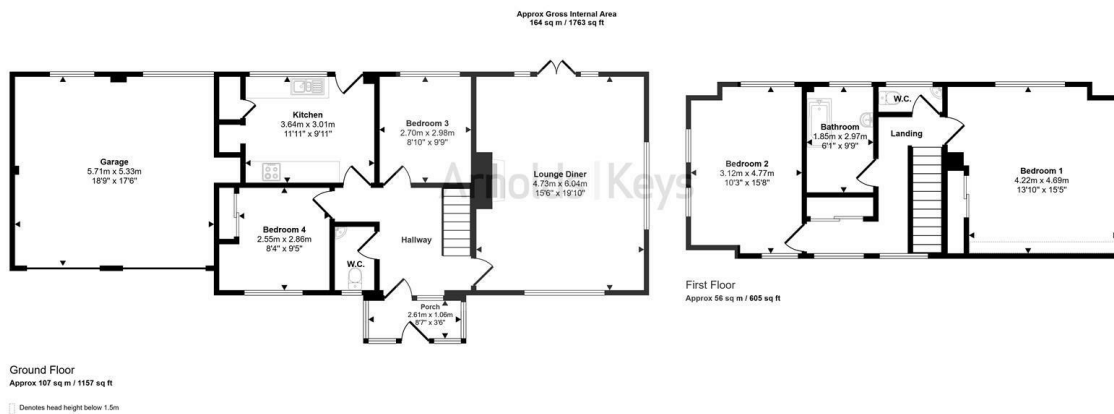 Approx Gross Internal Area
164 sq m / 1763 sq ft
Garage
5.71m x 5.33m
18'9" x 17'6"
Kitchen
3.64m x 3.01m
11'11" x 9'11"
Bedroom 3
2.70m x 2.98m
8'10" x 9'9"
Lounge Diner
4.73m x 6.04m
15'6" x 19'10"
Bedroom 4
2.55m x 2.86m
8'4" x 9'5"
W.C.
Hallway
Porch
2.61m x 1.06m
8'7" x 3'6"
Arnolds | Keys
Bedroom 2
3.12m x 4.77m
10'3" x 15'8"
Bathroom
1.85m x 2.97m
6'1" x 9'9"
W.C.
Landing
Bedroom 1
4.22m x 4.69m
13'10" x 15'5"
First Floor
Approx 56 sq m / 605 sq ft
Ground Floor
Approx 107 sq m / 1157 sq ft
Denotes head height below 1.5m